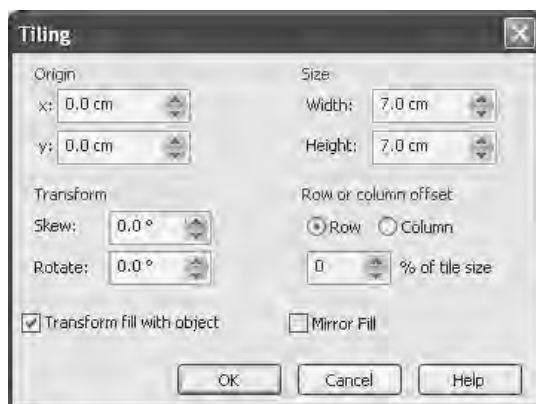 Tiling
Origin
Size
x: 0.0 cm
Width: 7.0 cm
y: 0.0 cm
Height: 7.0 cm
Transform
Row or column offset
Skew: 0.0 °
Row Column
Rotate: 0.0 °
0 % of tile size
Transform fill with object
Mirror Fill
OK Cancel Help